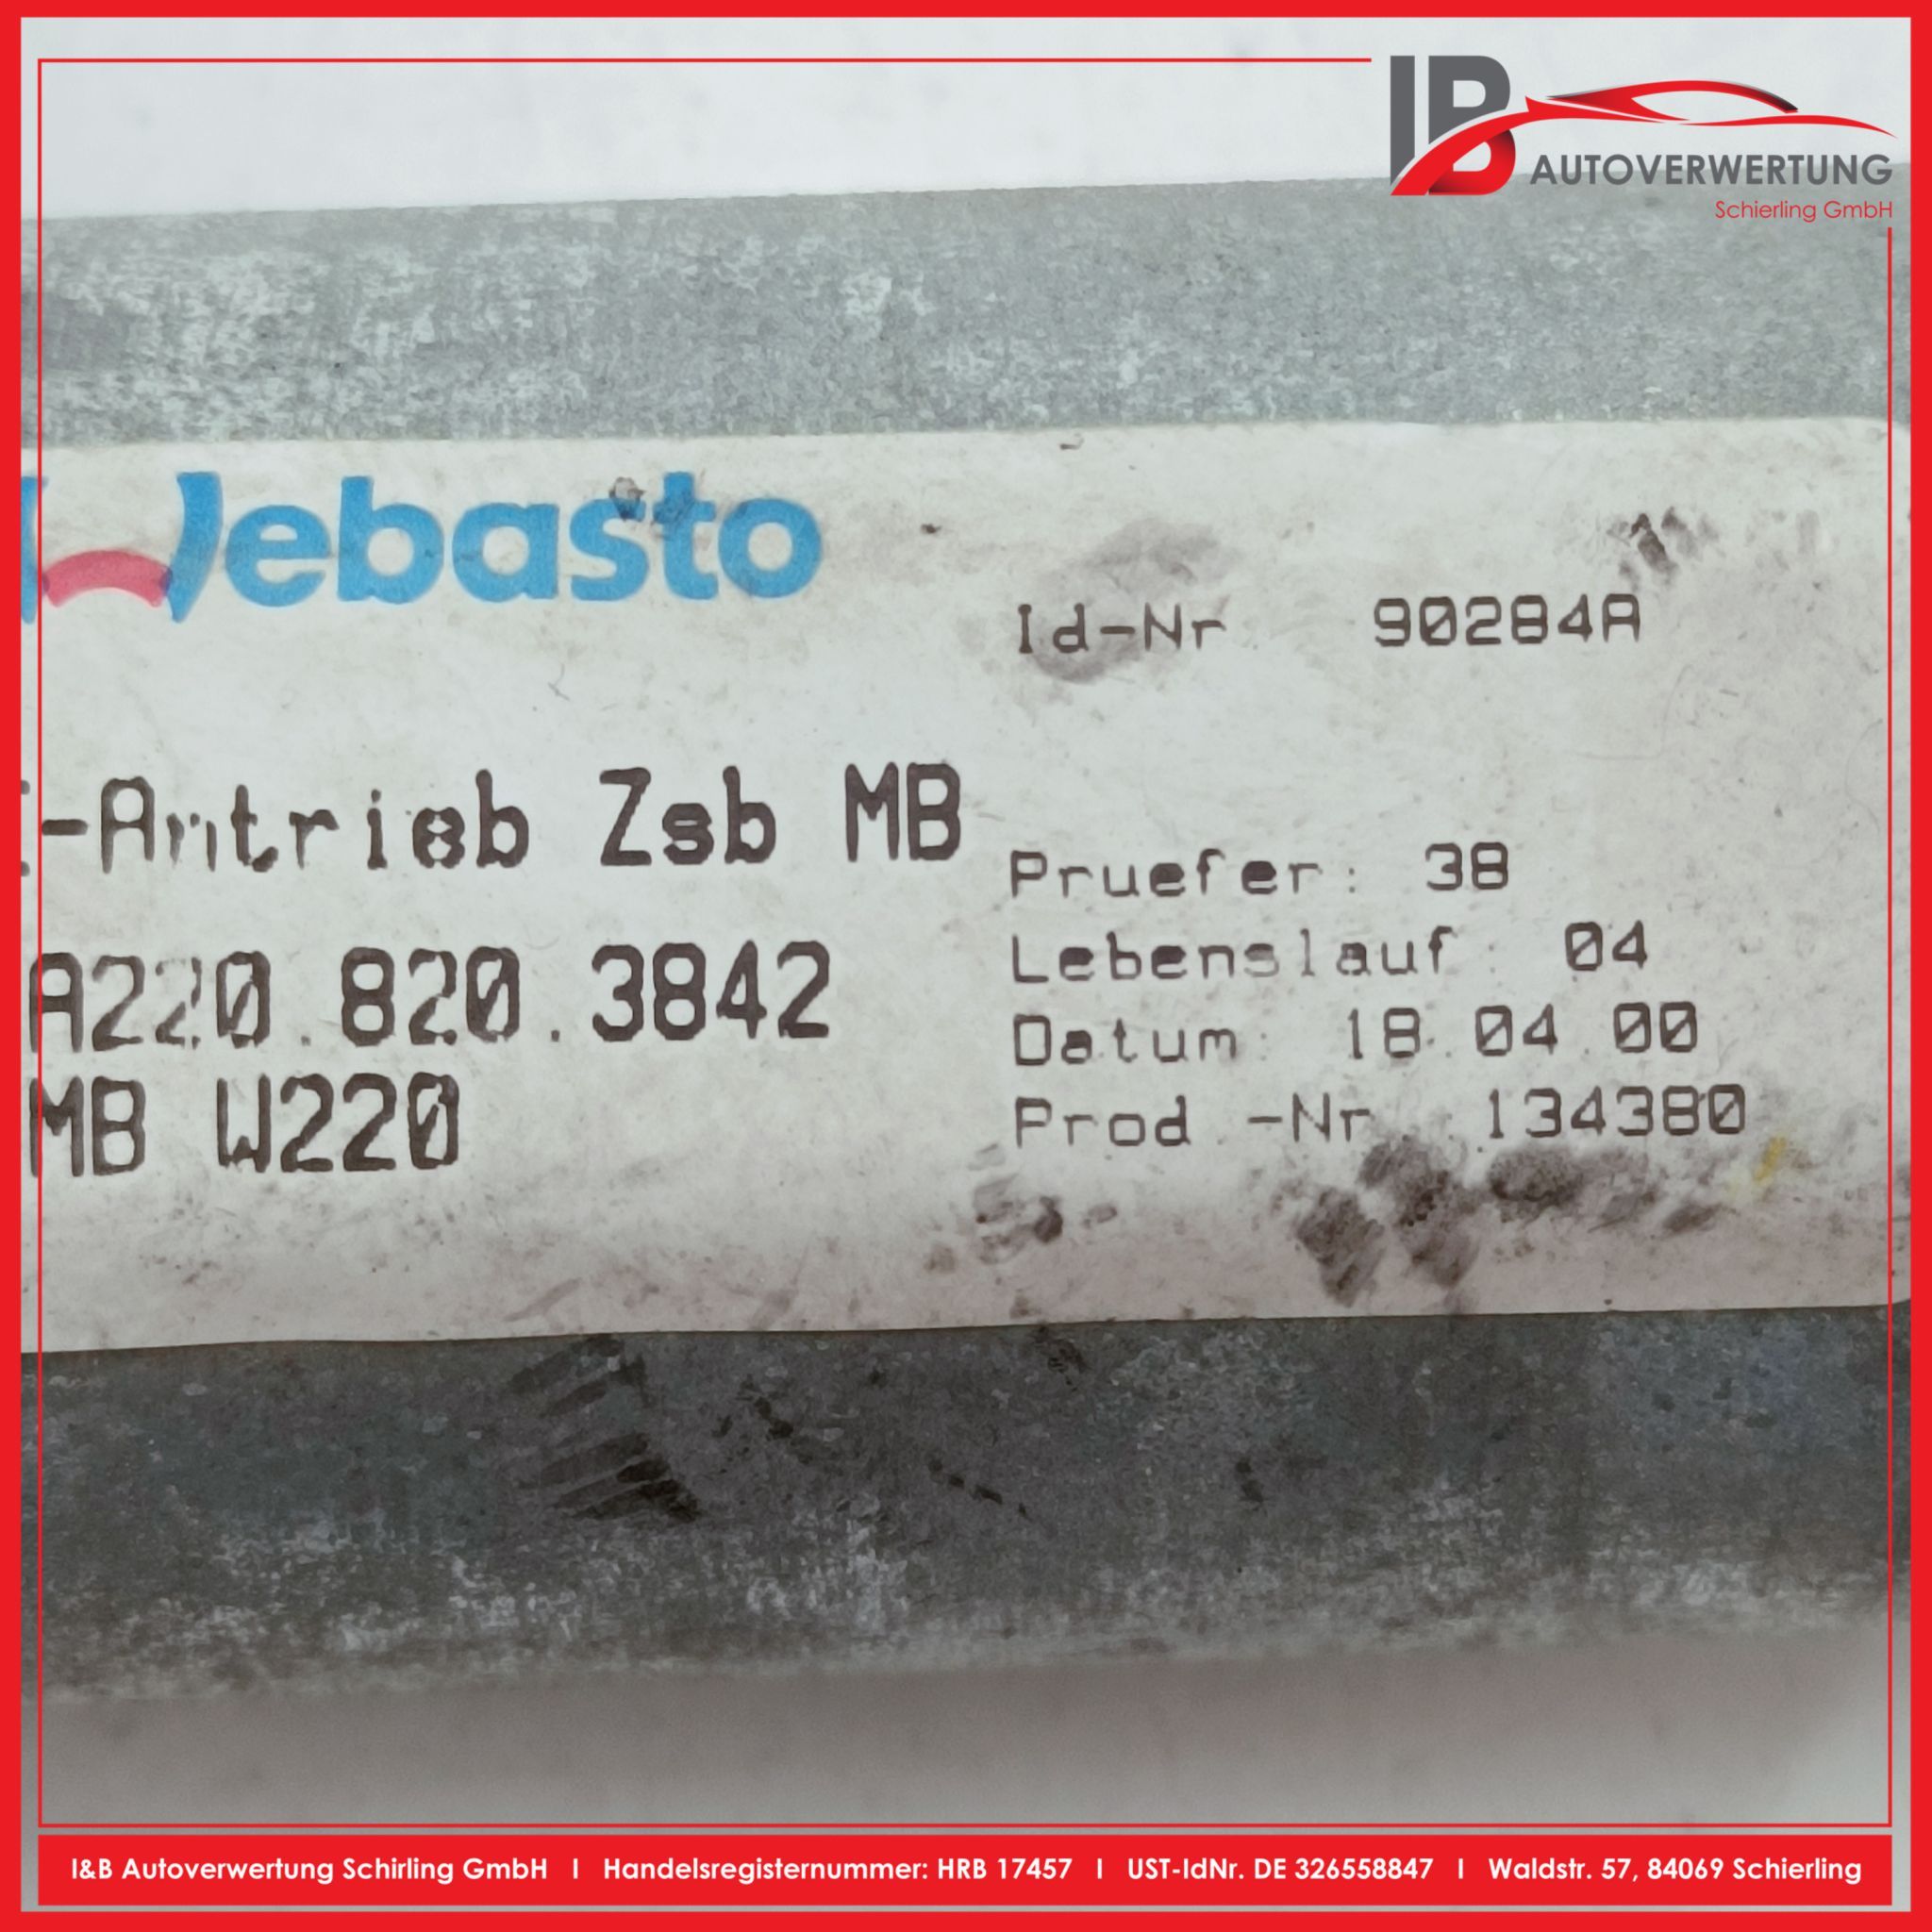 IB AUTOVERWERTUNG
Schierling GmbH
Webasto
Id-Nr 90284A
-Antrieb Zsb MB
A220.820.3842
MB W220
Pruefer: 38
Lebenslauf: 04
Datum: 18.04.00
Prod.-Nr.: 134380
I&B Autoverwertung Schirling GmbH I Handelsregisternummer: HRB 17457 I UST-IdNr. DE 326558847 I Waldstr. 57, 84069 Schierling